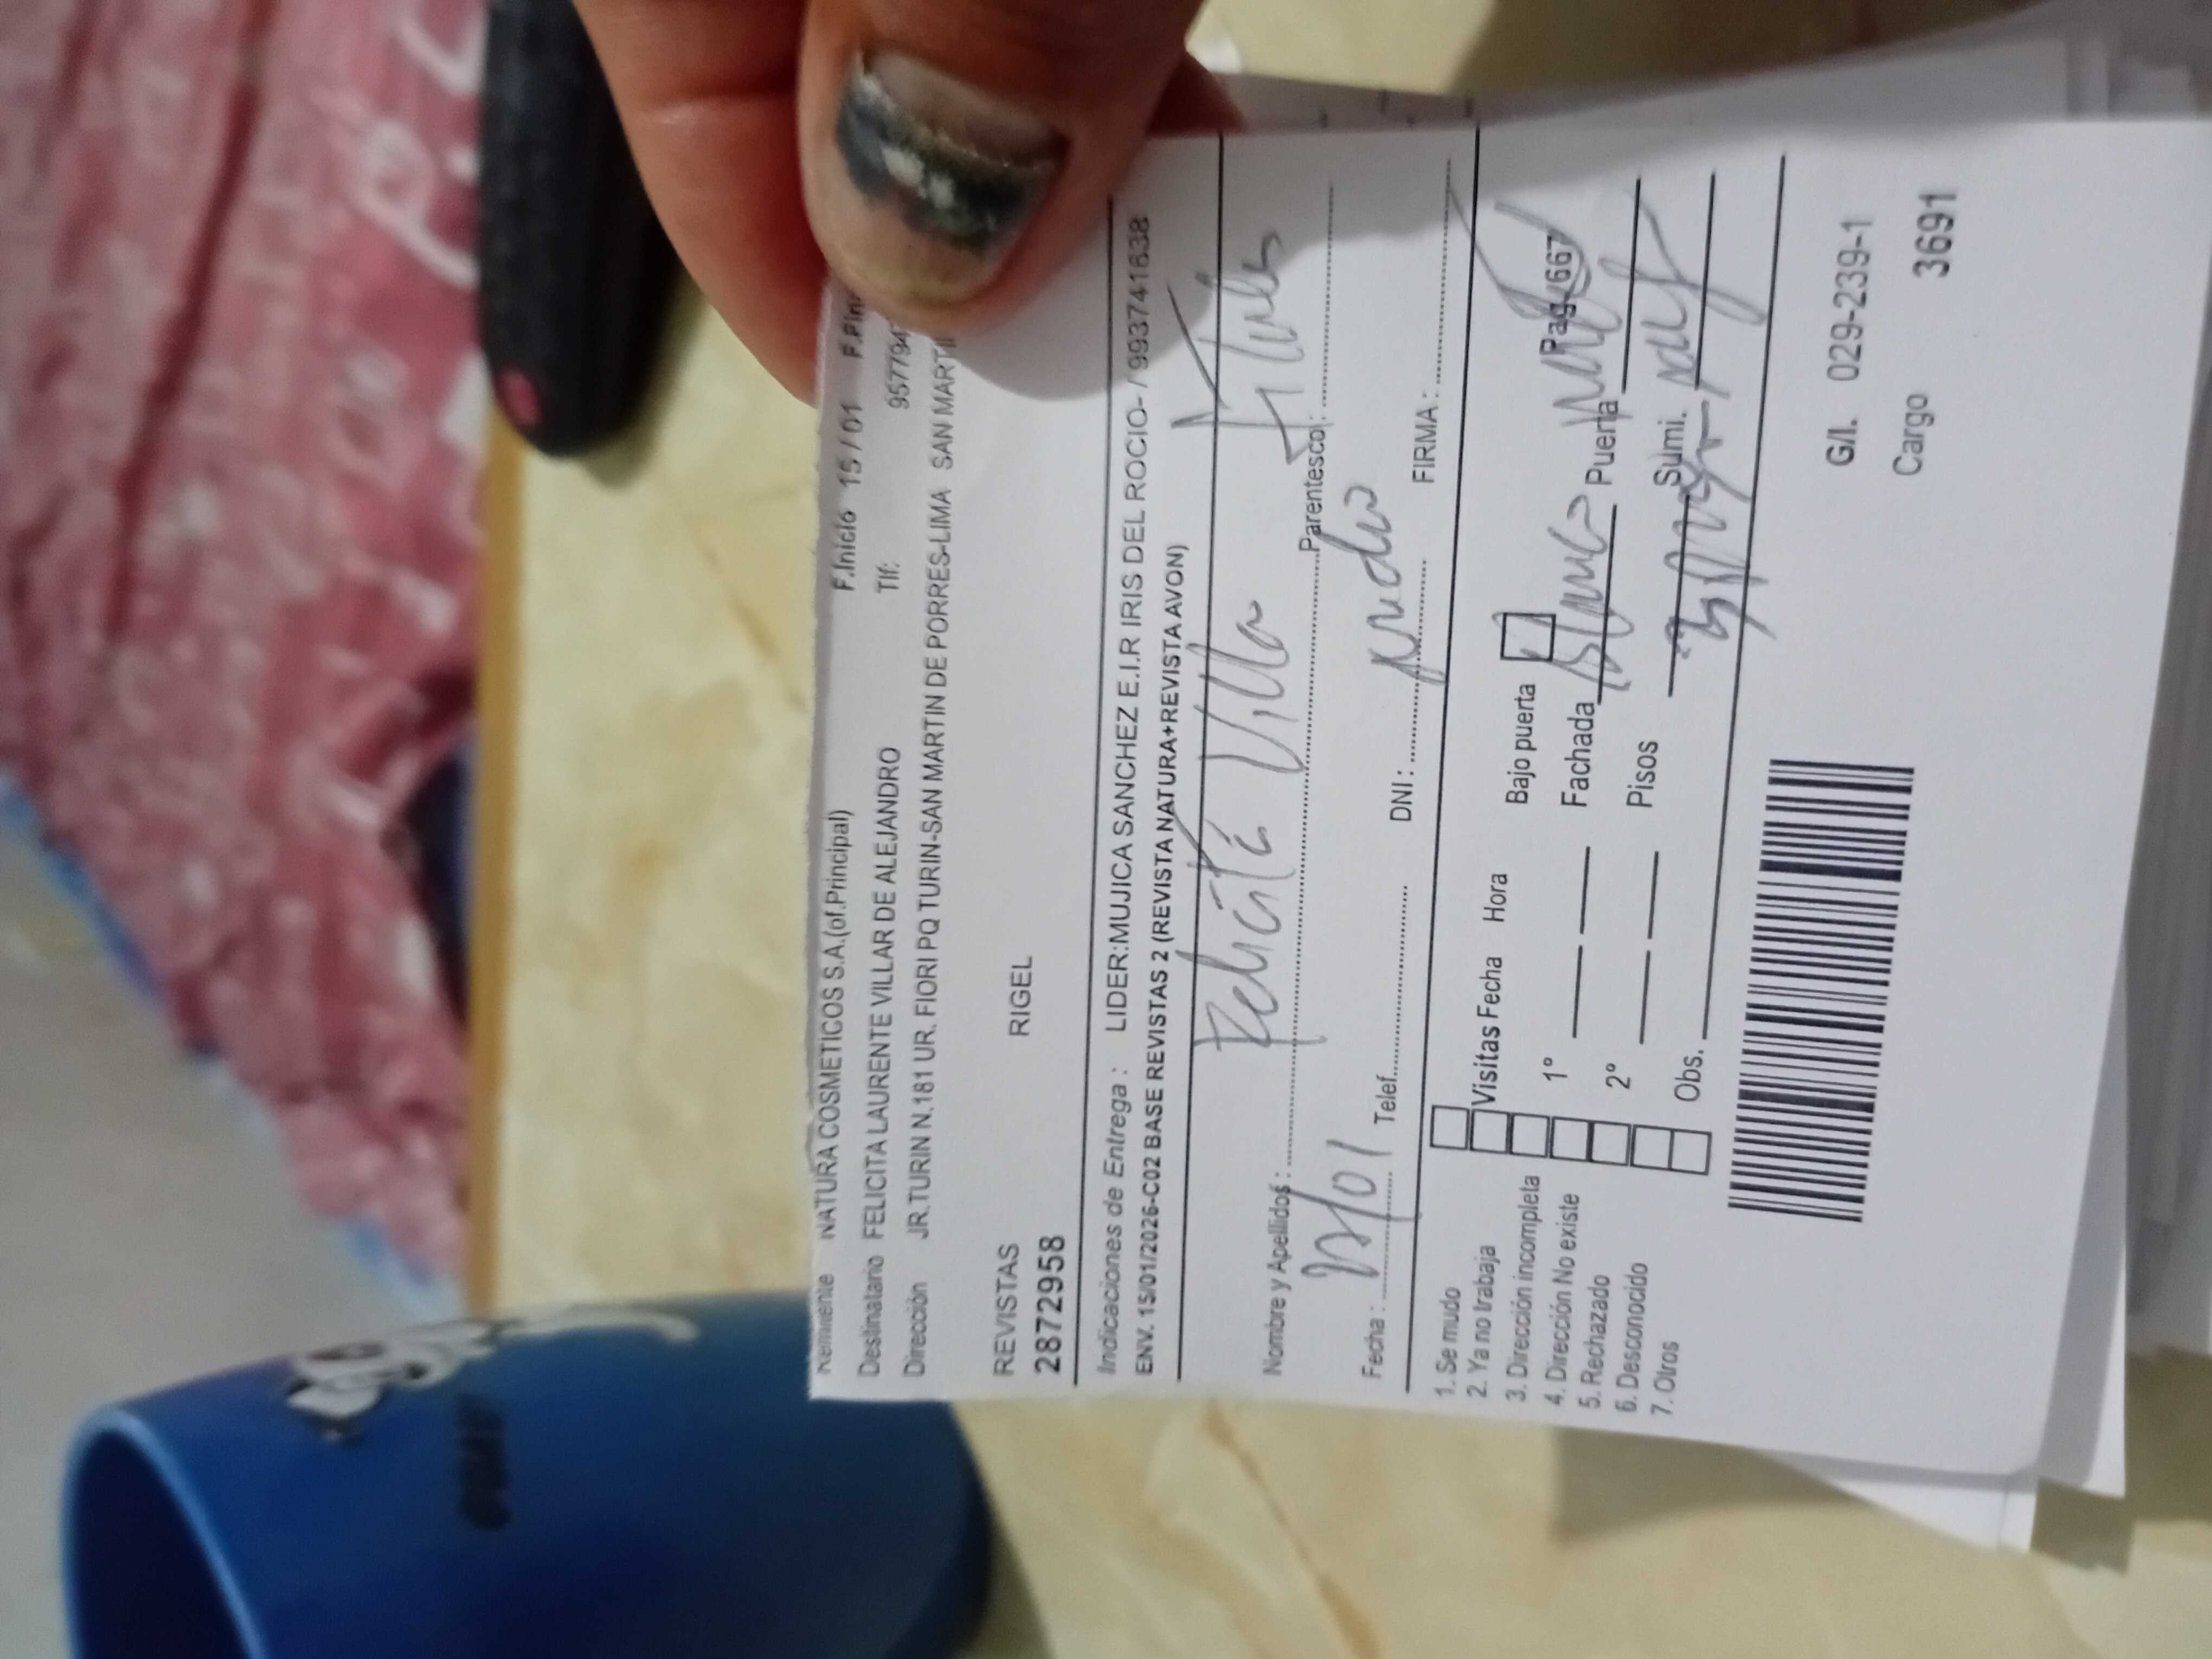 Remitente NATURA COSMETICOS S.A.(of.Principal) F.Inicio 15/01
Destinatario FELICITA LAURENTE VILLAR DE ALEJANDRO Tlf:
Dirección JR.TURIN N.181 UR. FIORI PQ TURIN-SAN MARTIN DE PORRES-LIMA SAN MARTI
REVISTAS RIGEL
2872958
Indicaciones de Entrega : LIDER:MUJICA SANCHEZ E.I.R IRIS DEL ROCIO- / 993741638
ENV. 15/01/2026-C02 BASE REVISTAS 2 (REVISTA NATURA+REVISTA AVON)
Felicita Villa
Nombre y Apellidos : Parentesco :
Fecha : Telef. DNI : FIRMA :
1. Se mudo
2. Ya no trabaja Visitas Fecha Hora Bajo puerta Pag-667
3. Dirección incompleta 1º Fachada Puerta
4. Dirección No existe
5. Rechazado 2º Pisos Sumi.
6. Desconocido
7. Otros Obs.
G/I. 029-239-1
Cargo 3691